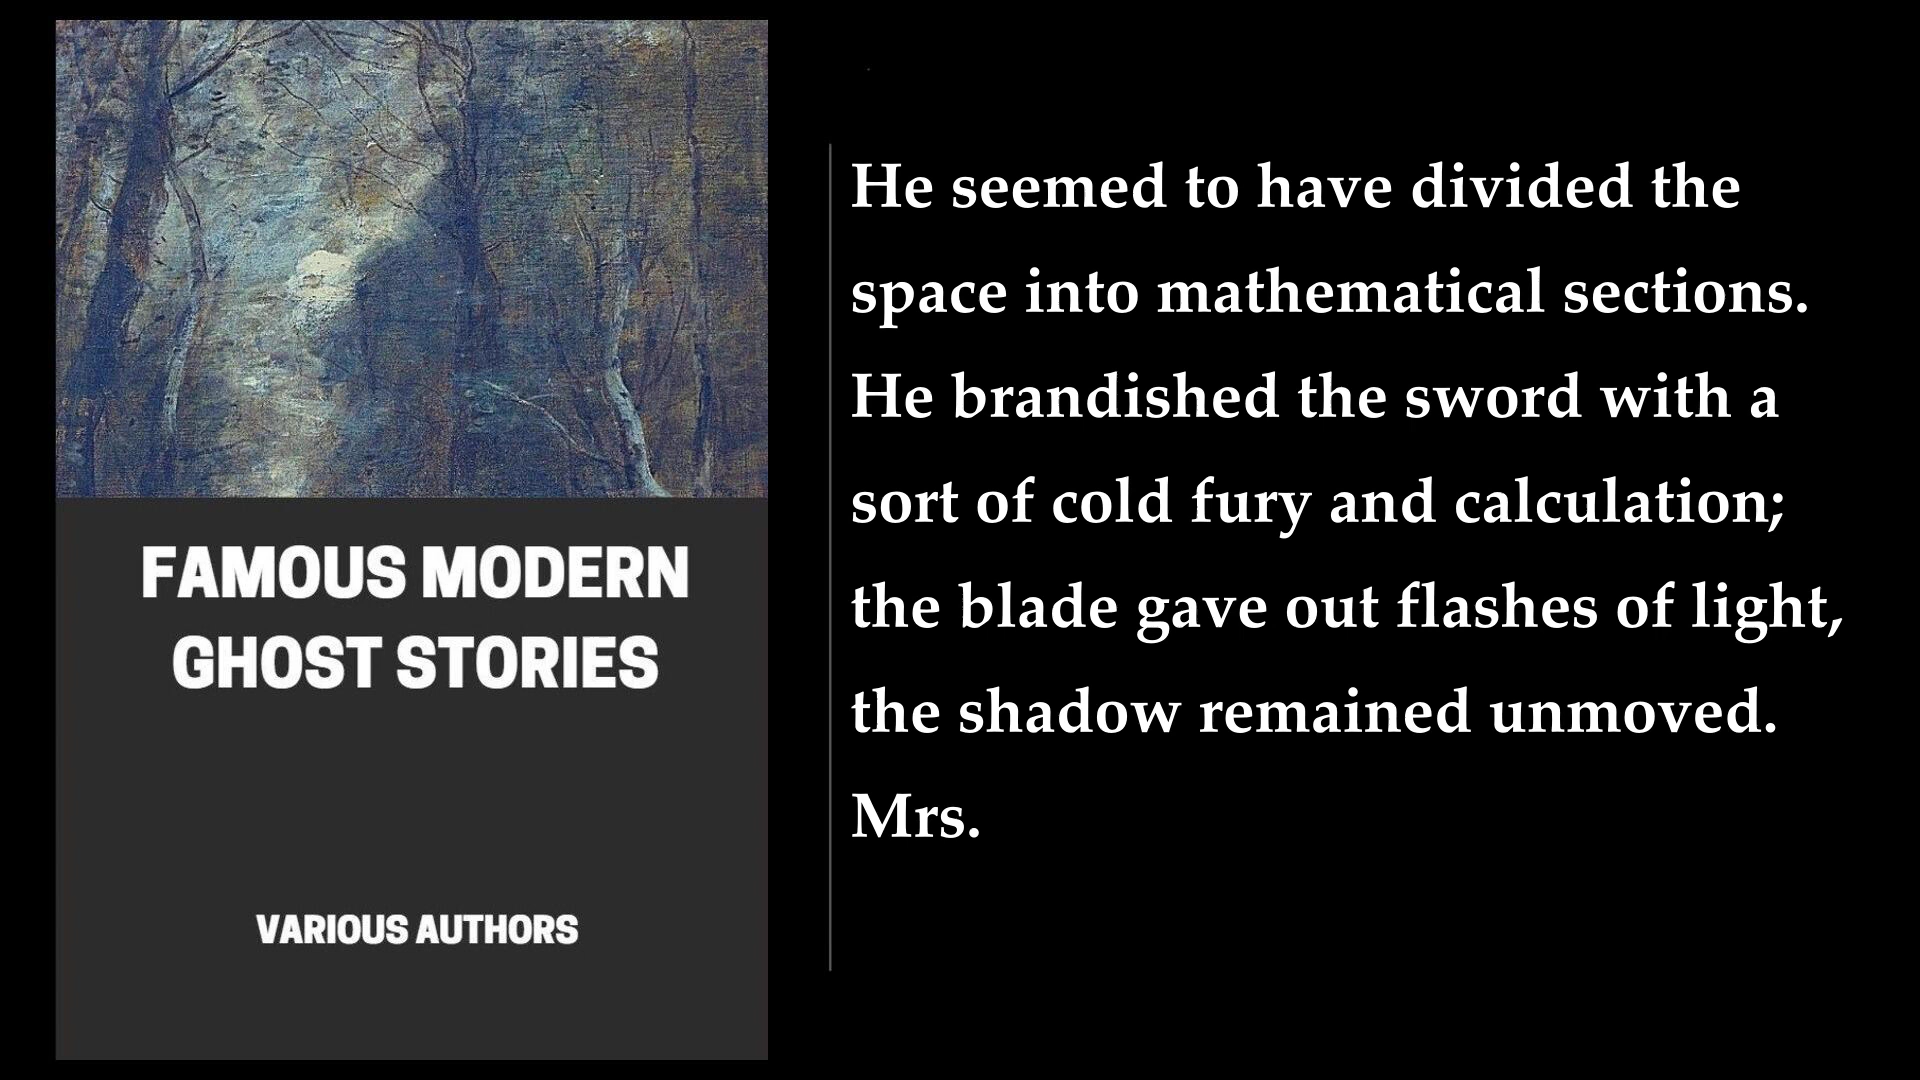 FAMOUS MODERN
GHOST STORIES
VARIOUS AUTHORS
He seemed to have divided the
space into mathematical sections.
He brandished the sword with a
sort of cold fury and calculation;
the blade gave out flashes of light,
the shadow remained unmoved.
Mrs.